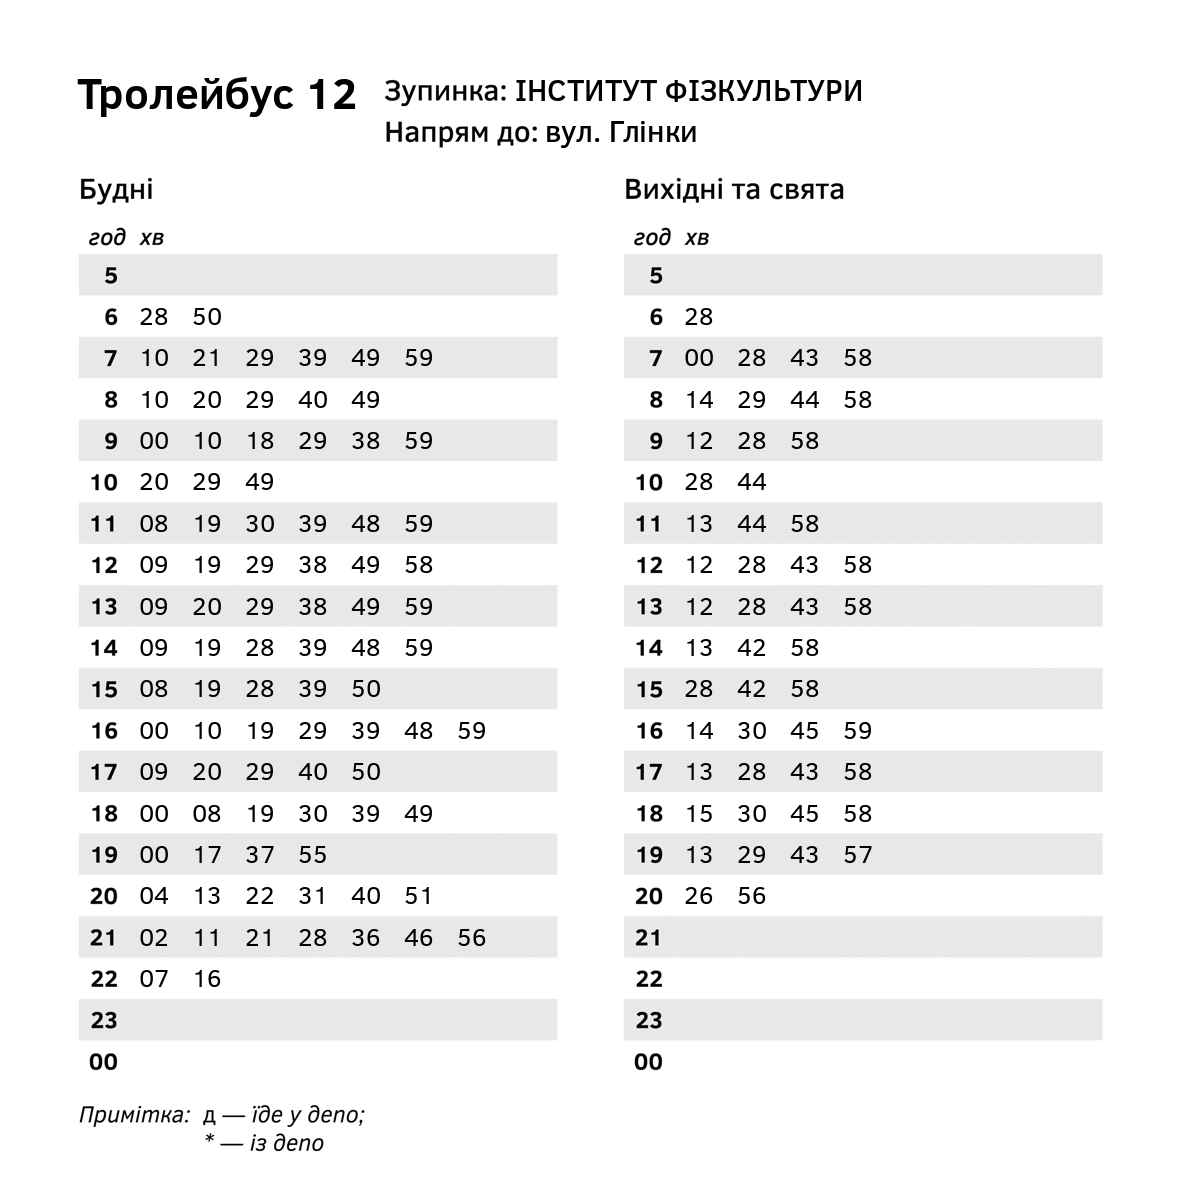 Тролейбус 12
Зупинка: ІНСТИТУТ ФІЗКУЛЬТУРИ
Напрям до: вул. Глінки
Будні
год хв
5
6 28 50
7 10 21 29 39 49 59
8 10 20 29 40 49
9 00 10 18 29 38 59
10 20 29 49
11 08 19 30 39 48 59
12 09 19 29 38 49 58
13 09 20 29 38 49 59
14 09 19 28 39 48 59
15 08 19 28 39 50
16 00 10 19 29 39 48 59
17 09 20 29 40 50
18 00 08 19 30 39 49
19 00 17 37 55
20 04 13 22 31 40 51
21 02 11 21 28 36 46 56
22 07 16
23
00
Вихідні та свята
год хв
5
6 28
7 00 28 43 58
8 14 29 44 58
9 12 28 58
10 28 44
11 13 44 58
12 12 28 43 58
13 12 28 43 58
14 13 42 58
15 28 42 58
16 14 30 45 59
17 13 28 43 58
18 15 30 45 58
19 13 29 43 57
20 26 56
21
22
23
00
Примітка: д — їде у депо;
* — із депо